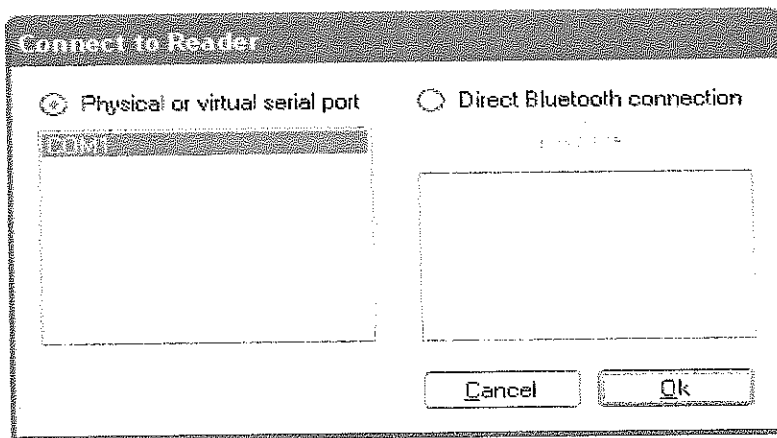 Connect to Reader
Physical or virtual serial port
Direct Bluetooth connection
COM1
Cancel
Ok